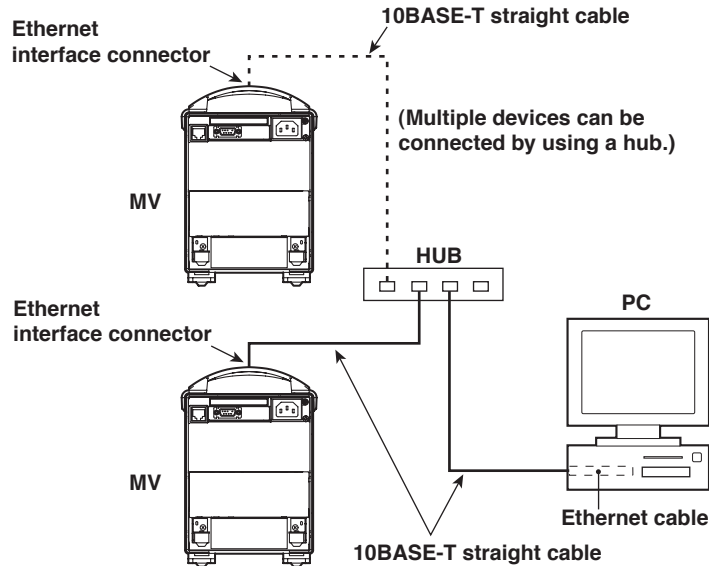 10BASE-T straight cable
Ethernet
interface connector
(Multiple devices can be
connected by using a hub.)
MV
HUB
PC
Ethernet
interface connector
MV
Ethernet cable
10BASE-T straight cable